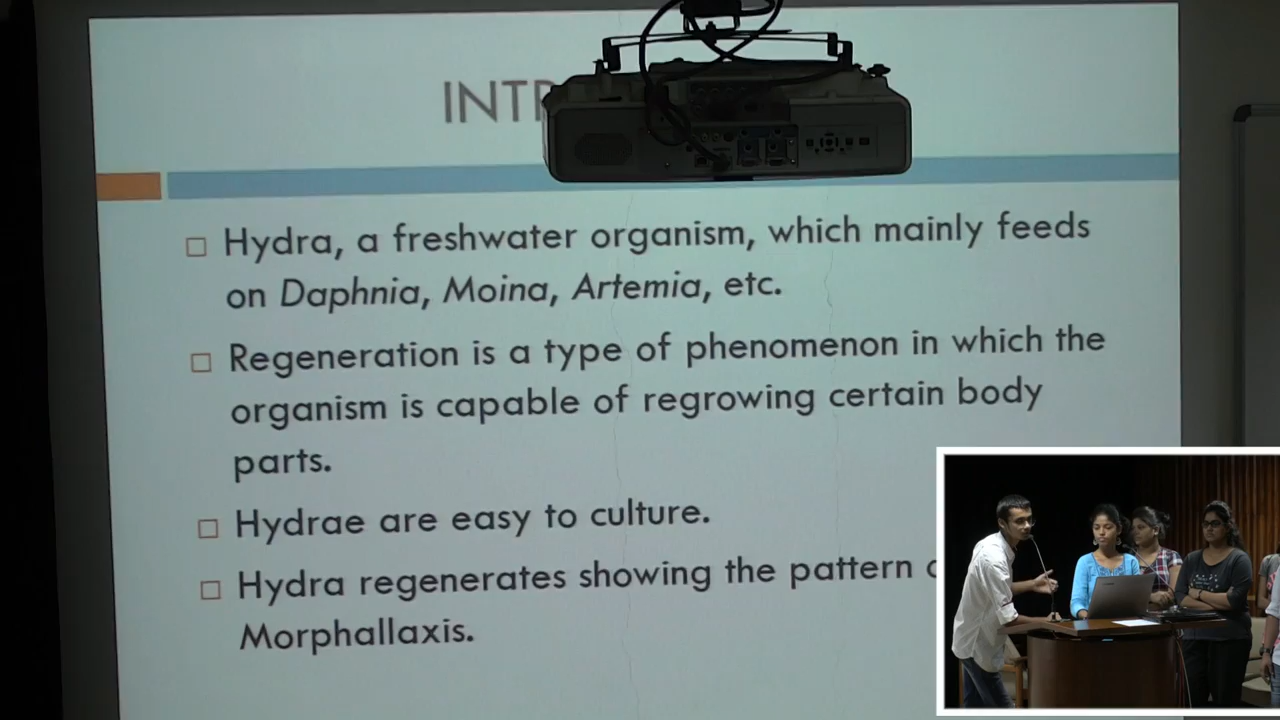 Hydra, a freshwater organism, which mainly feeds
on Daphnia, Moina, Artemia, etc.
Regeneration is a type of phenomenon in which the
organism is capable of regrowing certain body
parts.
Hydrae are easy to culture.
Hydra regenerates showing the pattern
Morphallaxis.